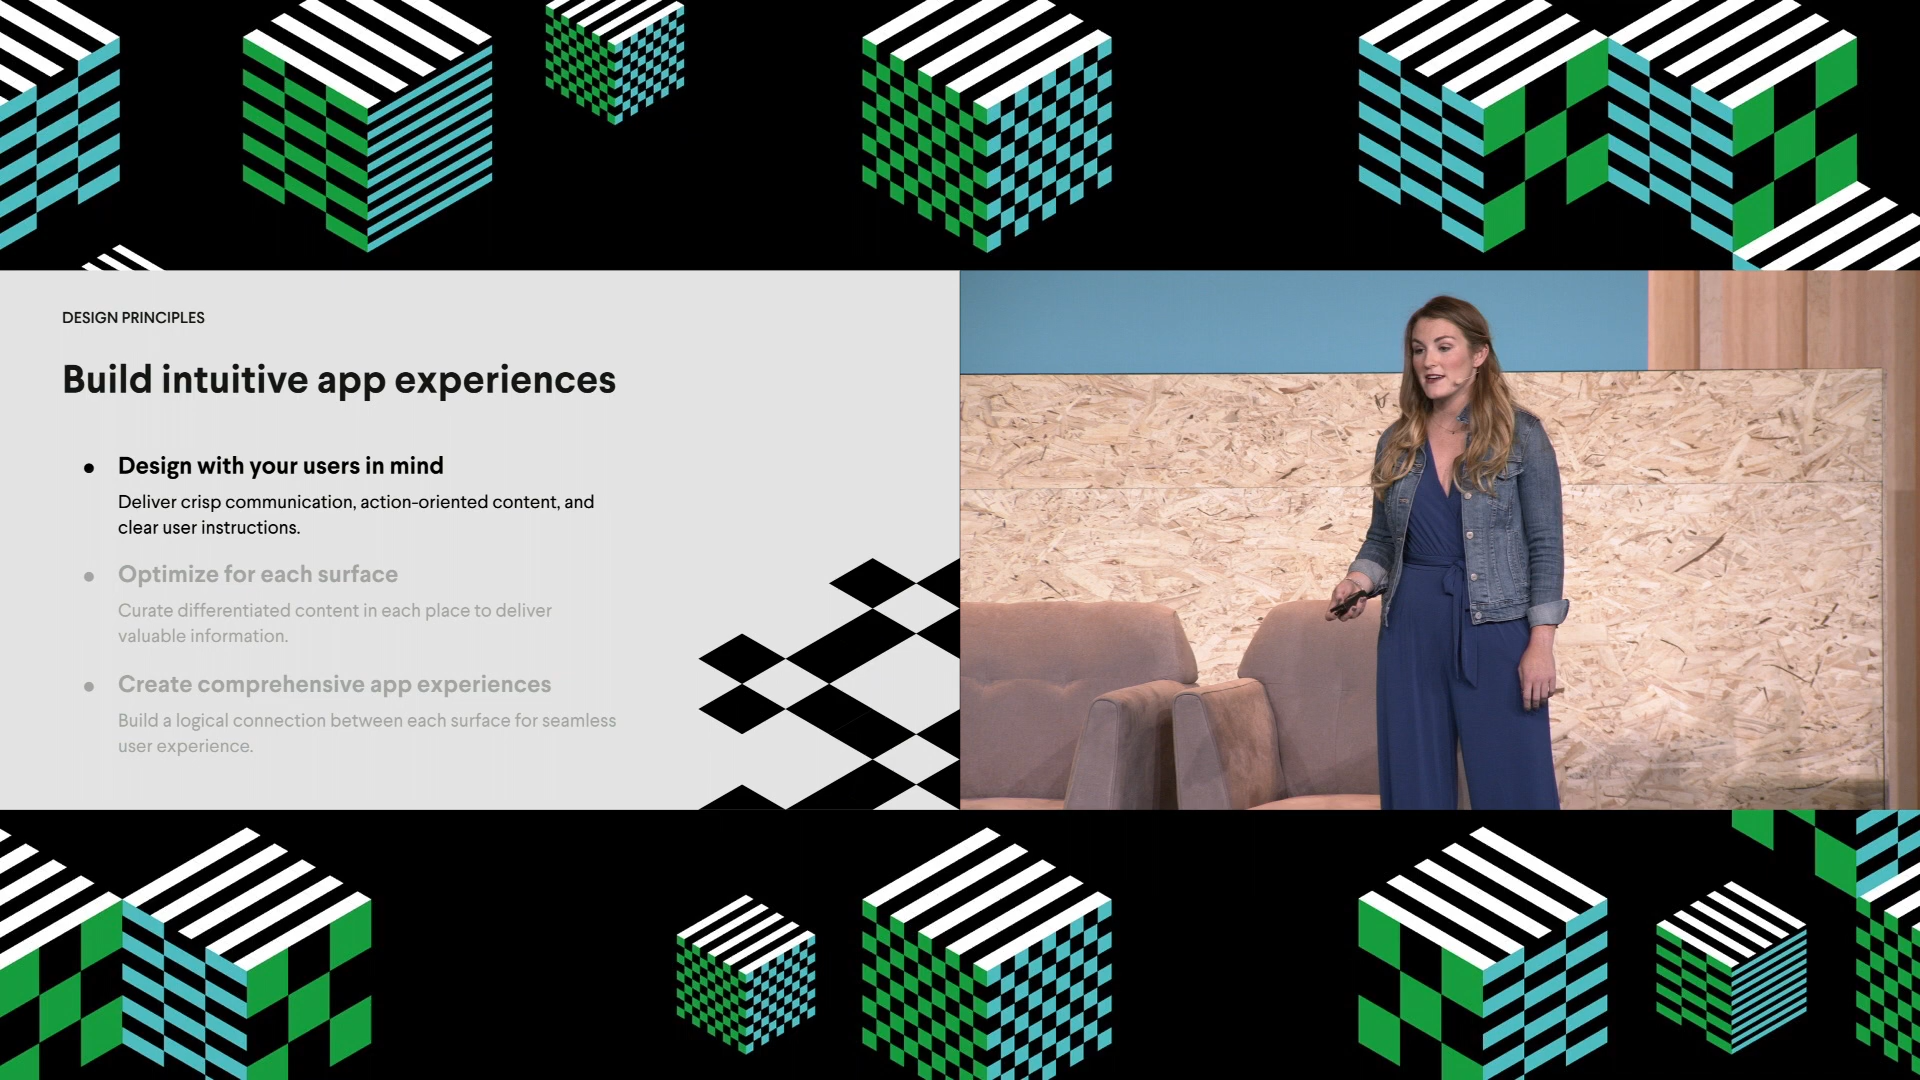 DESIGN PRINCIPLES
Build intuitive app experiences
Design with your users in mind
Deliver crisp communication, action-oriented content, and
clear user instructions.
Optimize for each surface
Curate differentiated content in each place to deliver
valuable information.
Create comprehensive app experiences
Build a logical connection between each surface for seamless
user experience.